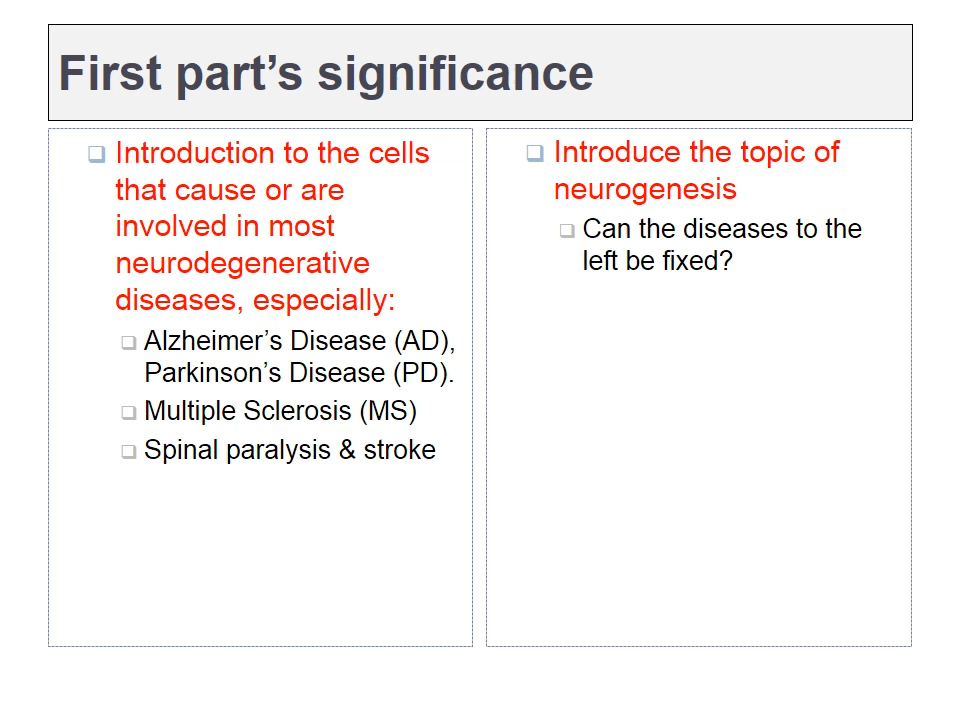 First part’s significance
Introduction to the cells
that cause or are
involved in most
neurodegenerative
diseases, especially:
Alzheimer’s Disease (AD),
Parkinson’s Disease (PD).
Multiple Sclerosis (MS)
Spinal paralysis & stroke
Introduce the topic of
neurogenesis
Can the diseases to the
left be fixed?